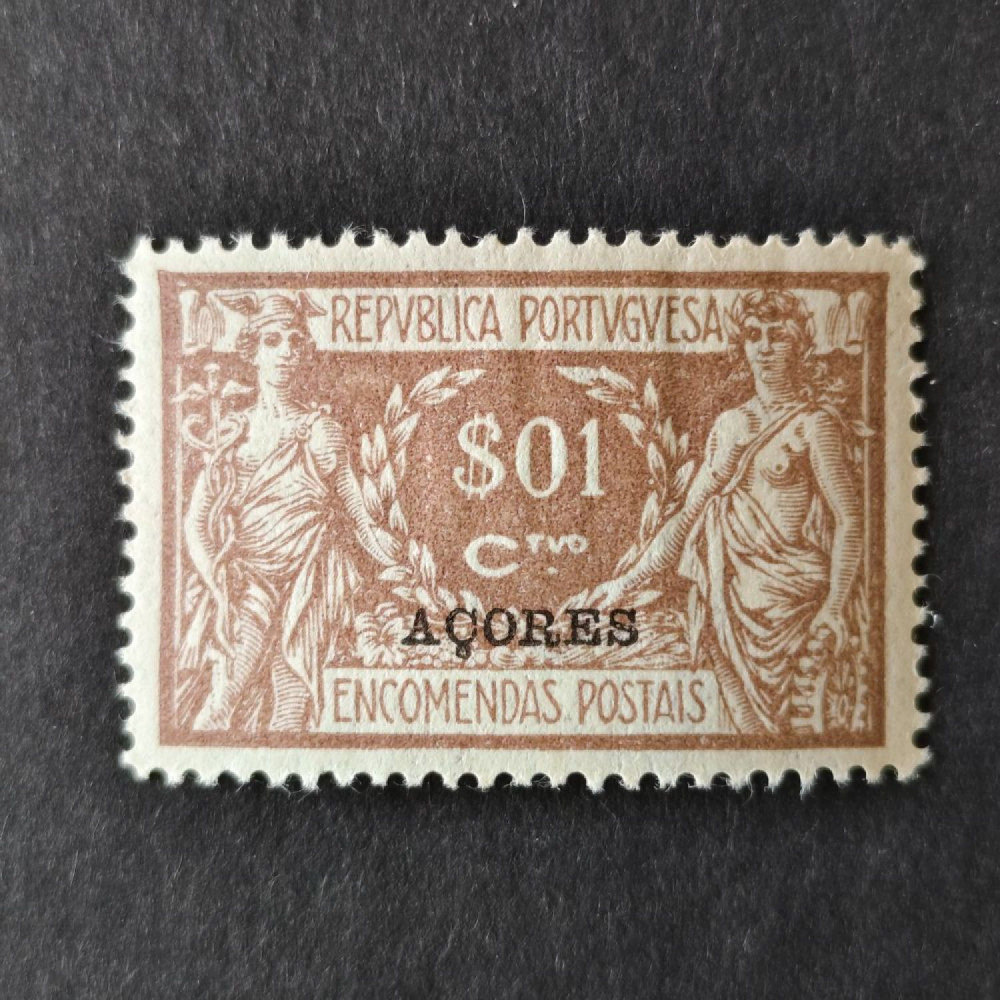 REPVBLICA PORTVGVESA
$01
CTVO.
AÇORES
ENCOMENDAS POSTAIS